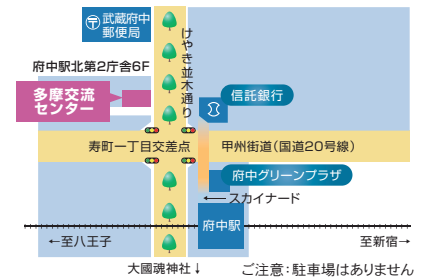 武蔵府中
郵便局
けやき並木通り
府中駅北第2庁舎6F
多摩交流
センター
信託銀行
寿町一丁目交差点
甲州街道(国道20号線)
府中グリーンプラザ
←スカイナード
府中駅
←至八王子
至新宿→
大國魂神社↓
ご注意:駐車場はありません